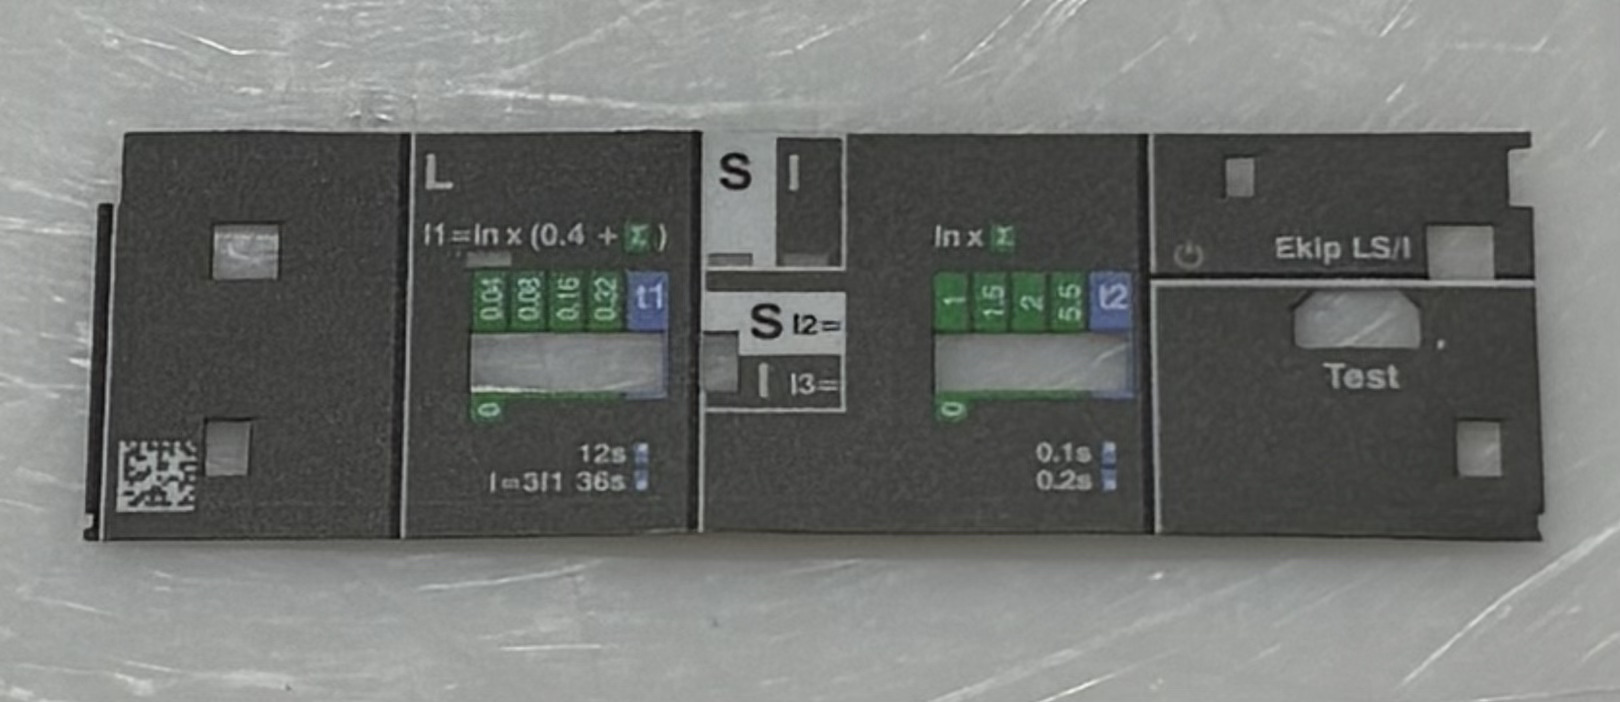 L
I1=In x (0.4 + Σ )
0.04 0.08 0.16 0.32 t1
0
12s
I=3I1 36s
S I
S I2=
I I3=
In x Σ
1 1.5 2 5.5 t2
0
0.1s
0.2s
Ekip LS/I
Test